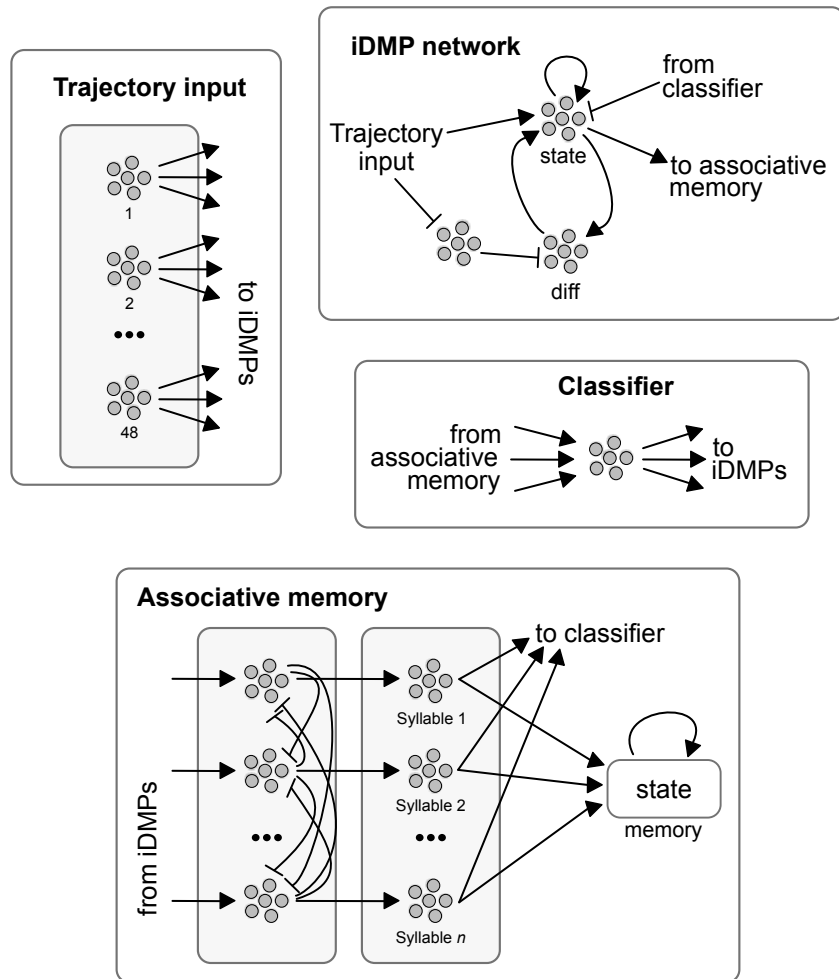 Trajectory input
1
2
•••
48
to iDMPs
iDMP network
from
classifier
Trajectory
input
state
to associative
memory
diff
Classifier
from
associative
memory
to
iDMPs
Associative memory
from iDMPs
•••
Syllable 1
Syllable 2
•••
Syllable n
to classifier
state
memory